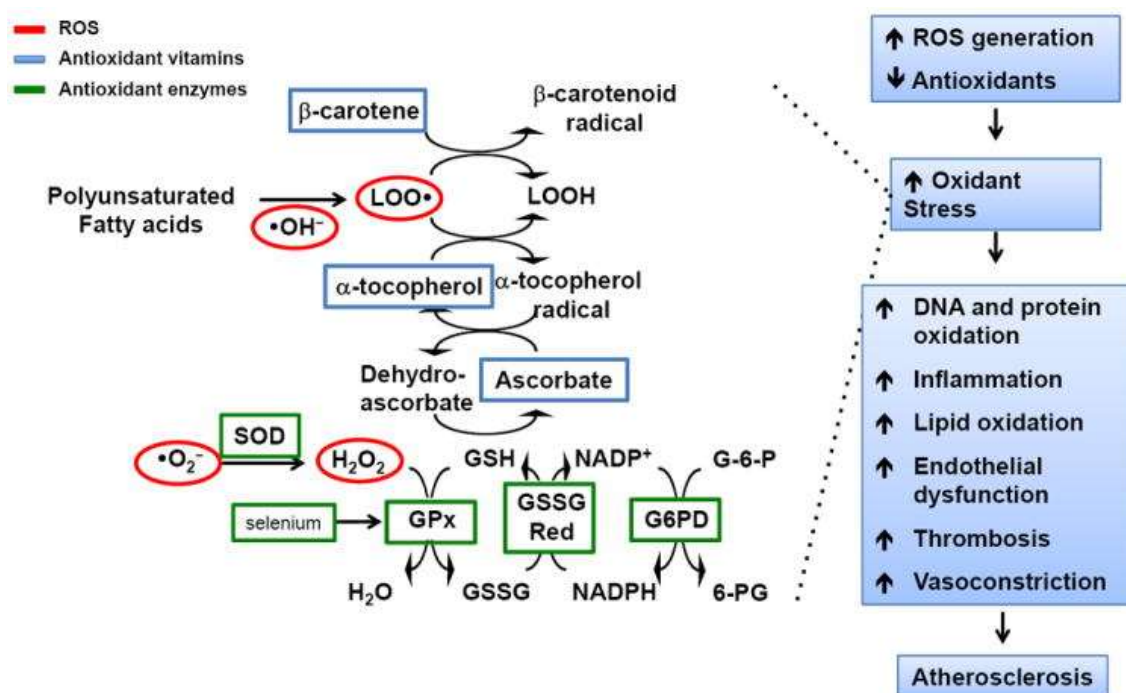 ROS
Antioxidant vitamins
Antioxidant enzymes
β-carotene
β-carotenoid
radical
Polyunsaturated
Fatty acids
•OH⁻
LOO•
LOOH
α-tocopherol
α-tocopherol
radical
Dehydro-
ascorbate
Ascorbate
SOD
•O₂⁻
H₂O₂
GSH
NADP⁺
G-6-P
selenium
GPx
GSSG
Red
G6PD
H₂O
GSSG
NADPH
6-PG
↑ ROS generation
↓ Antioxidants
↑ Oxidant
Stress
↑ DNA and protein
oxidation
↑ Inflammation
↑ Lipid oxidation
↑ Endothelial
dysfunction
↑ Thrombosis
↑ Vasoconstriction
Atherosclerosis